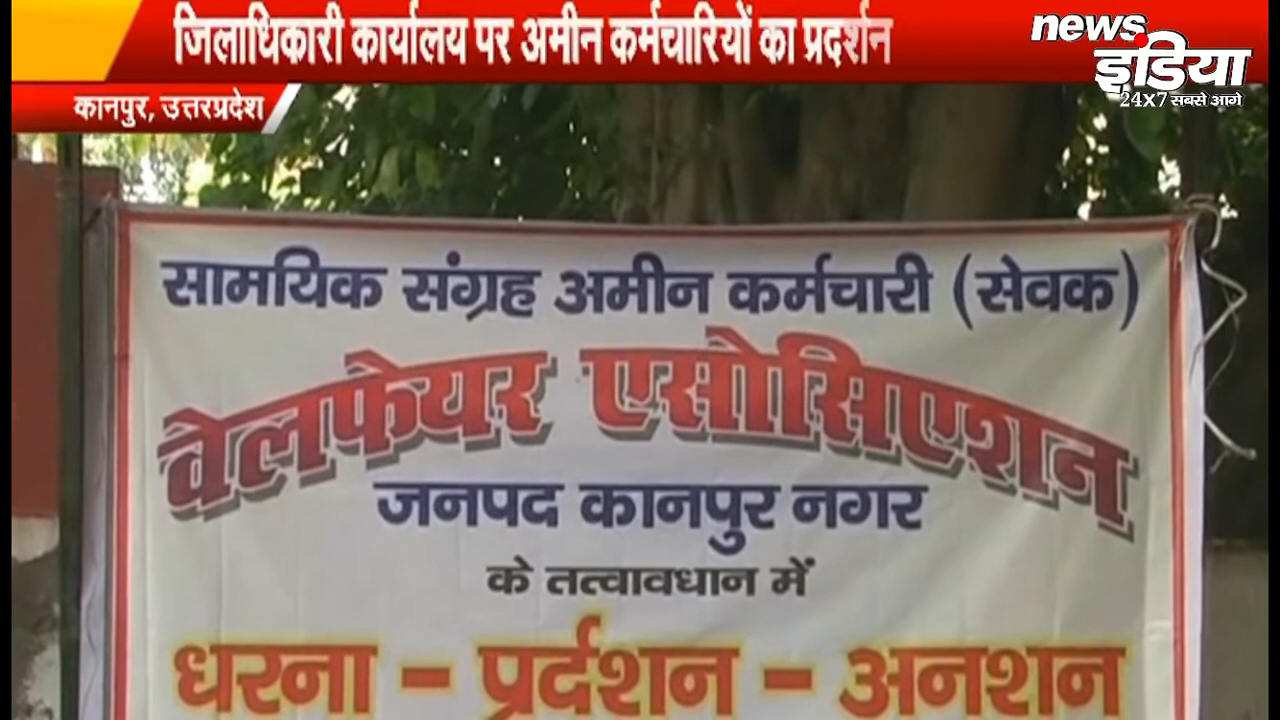 जिलाधिकारी कार्यालय पर अमीन कर्मचारियों का प्रदर्शन
news
इंडिया
24x7 सबसे आगे
कानपुर, उत्तरप्रदेश
सामयिक संग्रह अमीन कर्मचारी (सेवक)
वेलफेयर एसोसिएशन
जनपद कानपुर नगर
के तत्वावधान में
धरना - प्रर्दशन - अनशन